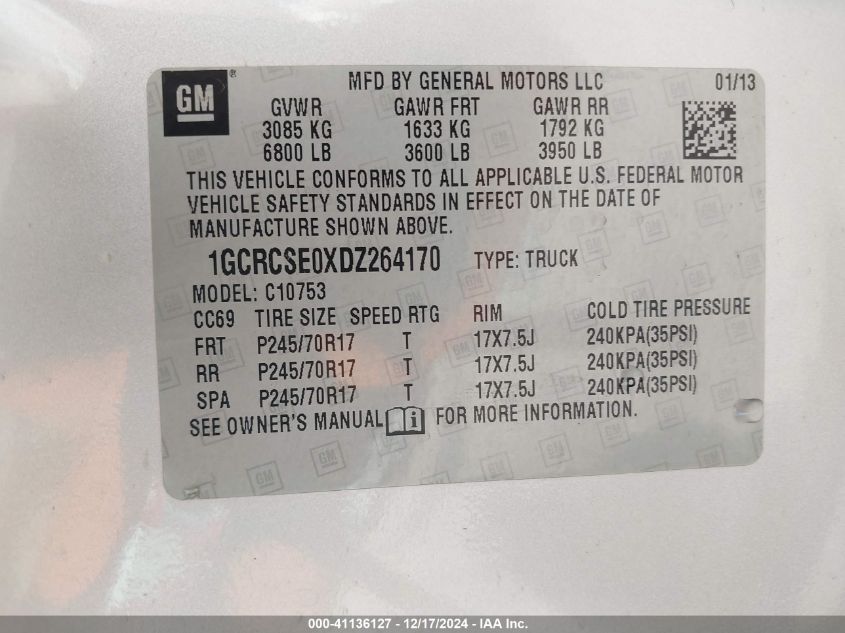 GM ® MFD BY GENERAL MOTORS LLC 01/13
GVWR GAWR FRT GAWR RR
3085 KG 1633 KG 1792 KG
6800 LB 3600 LB 3950 LB
THIS VEHICLE CONFORMS TO ALL APPLICABLE U.S. FEDERAL MOTOR
VEHICLE SAFETY STANDARDS IN EFFECT ON THE DATE OF
MANUFACTURE SHOWN ABOVE.
1GCRCSE0XDZ264170 TYPE: TRUCK
MODEL: C10753
CC69 TIRE SIZE SPEED RTG RIM COLD TIRE PRESSURE
FRT P245/70R17 T 17X7.5J 240KPA(35PSI)
RR P245/70R17 T 17X7.5J 240KPA(35PSI)
SPA P245/70R17 T 17X7.5J 240KPA(35PSI)
SEE OWNER'S MANUAL i FOR MORE INFORMATION.
000-41136127 - 12/17/2024 - IAA Inc.